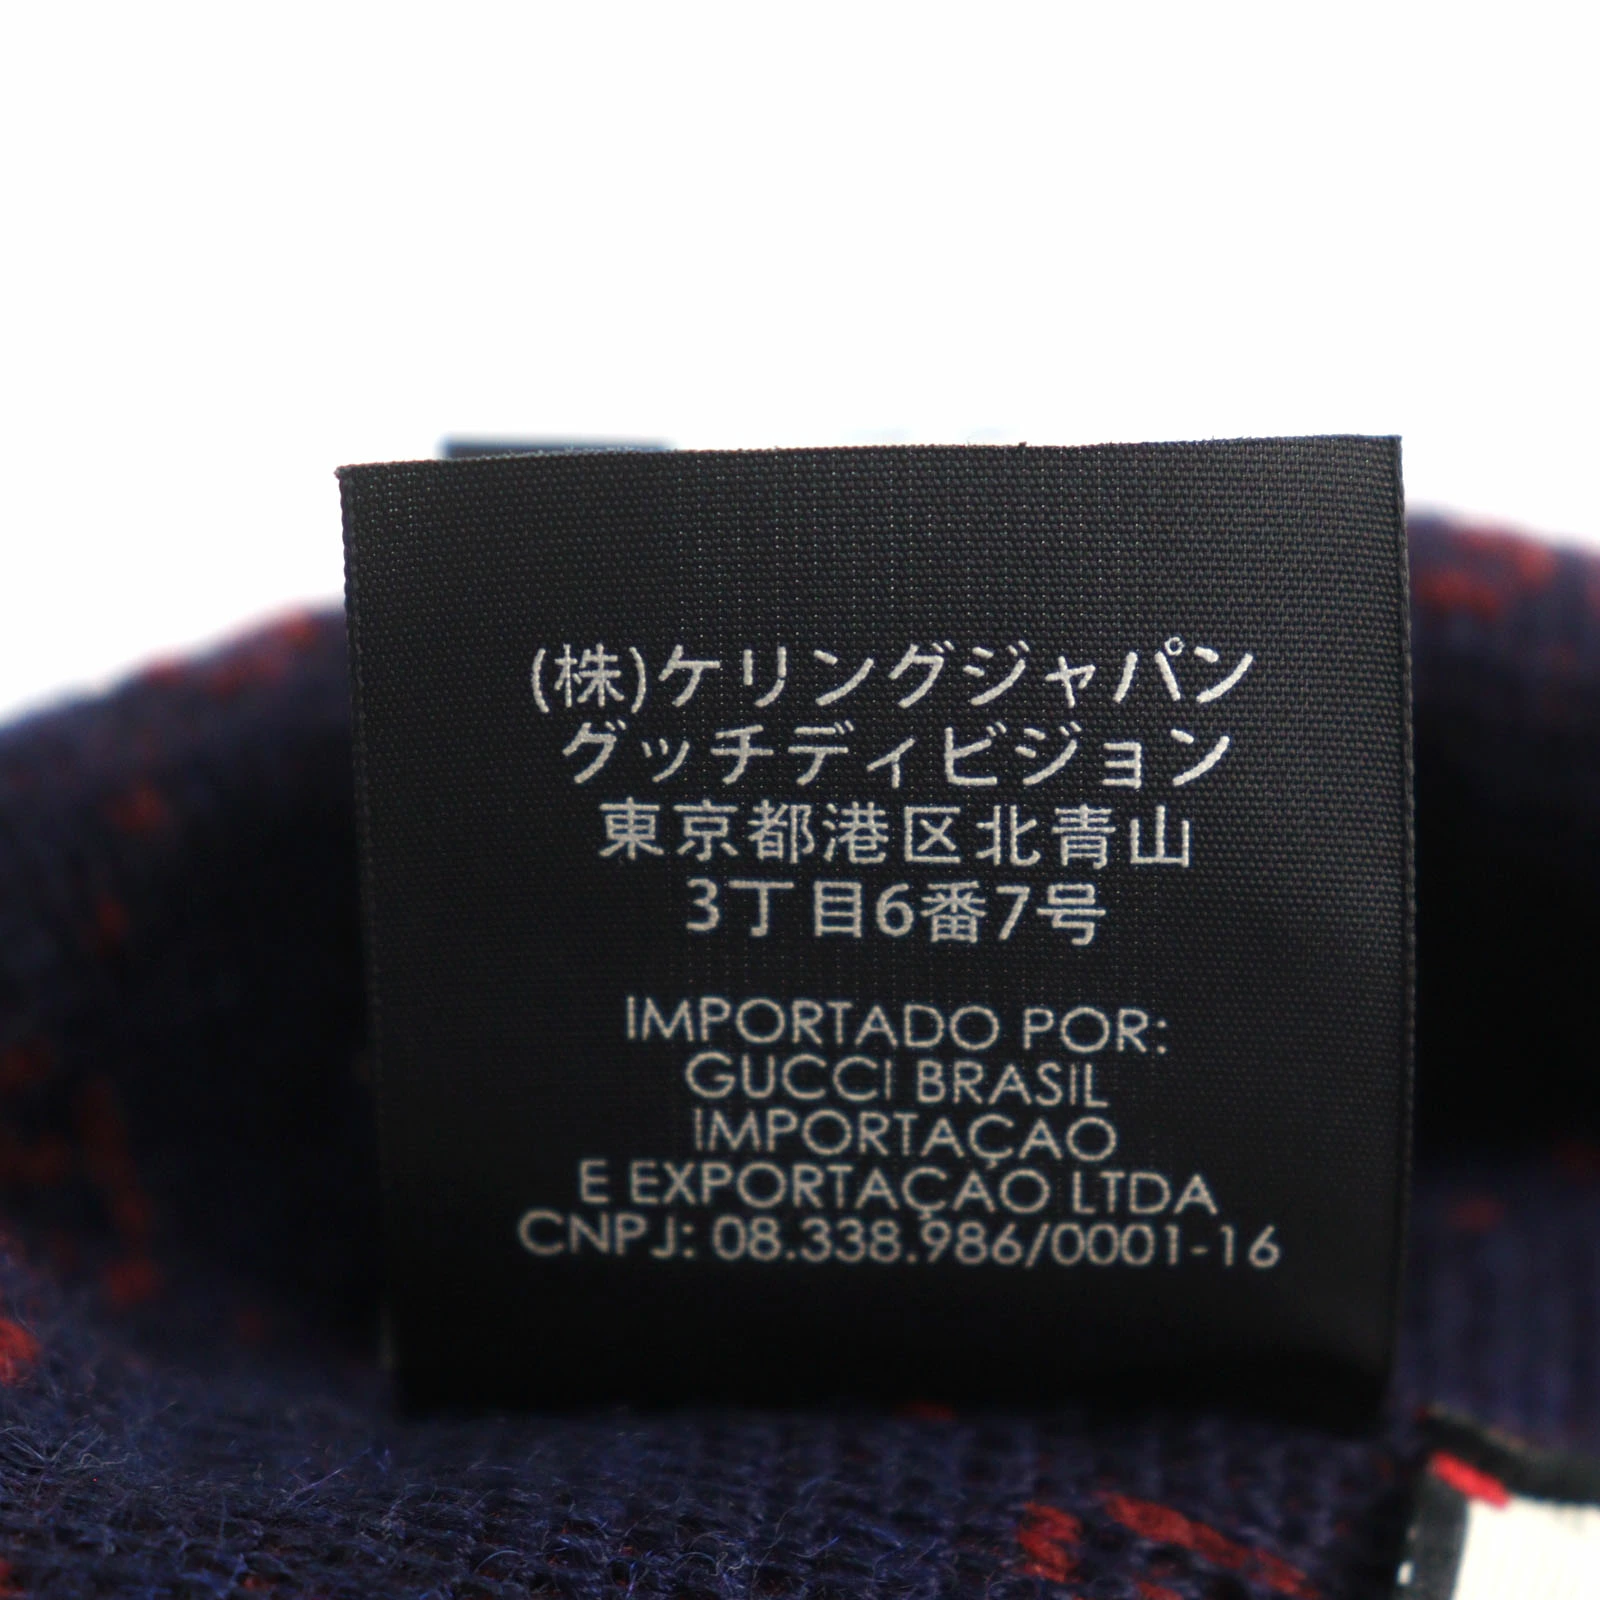 (株)ケリングジャパン
グッチディビジョン
東京都港区北青山
3丁目6番7号
IMPORTADO POR:
GUCCI BRASIL
IMPORTAÇAO
E EXPORTAÇAO LTDA
CNPJ: 08.338.986/0001-16